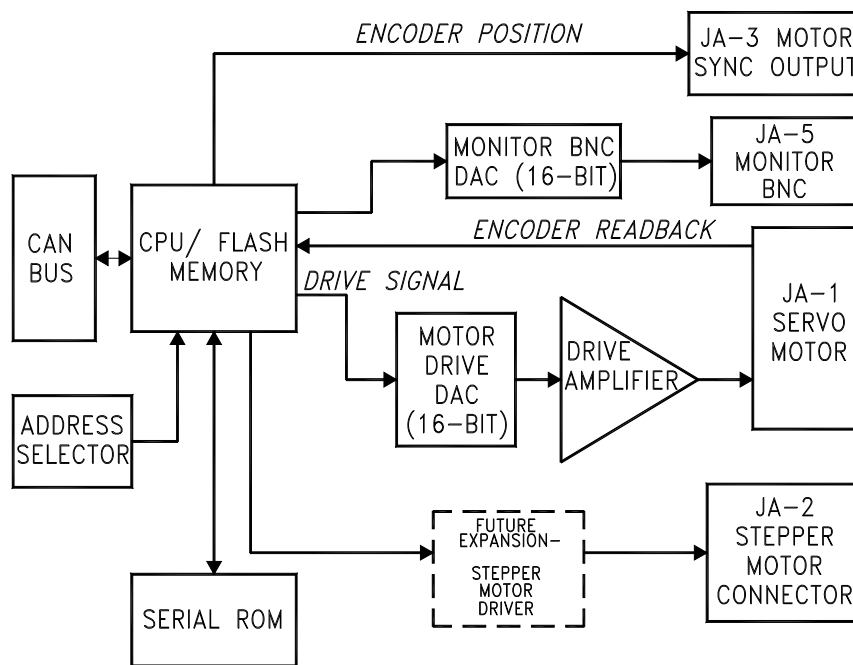 ENCODER POSITION
JA-3 MOTOR
SYNC OUTPUT
MONITOR BNC
DAC (16-BIT)
JA-5
MONITOR
BNC
CAN
BUS
CPU/ FLASH
MEMORY
ENCODER READBACK
DRIVE SIGNAL
JA-1
SERVO
MOTOR
MOTOR
DRIVE
DAC
(16-BIT)
DRIVE
AMPLIFIER
ADDRESS
SELECTOR
FUTURE
EXPANSION-
STEPPER
MOTOR
DRIVER
JA-2
STEPPER
MOTOR
CONNECTOR
SERIAL ROM